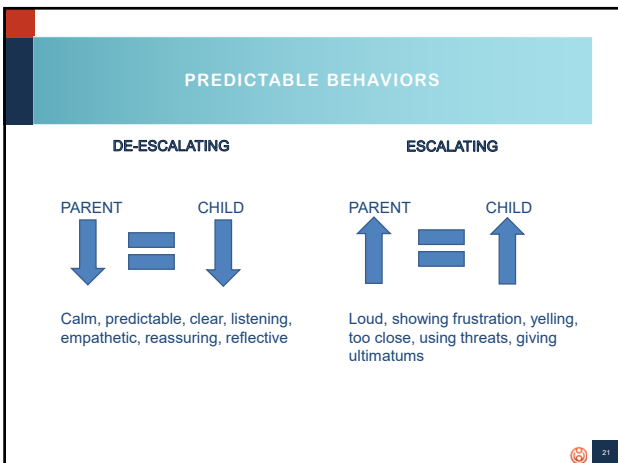 PREDICTABLE BEHAVIORS
DE-ESCALATING
PARENT CHILD
Calm, predictable, clear, listening,
empathetic, reassuring, reflective
ESCALATING
PARENT CHILD
Loud, showing frustration, yelling,
too close, using threats, giving
ultimatums
21